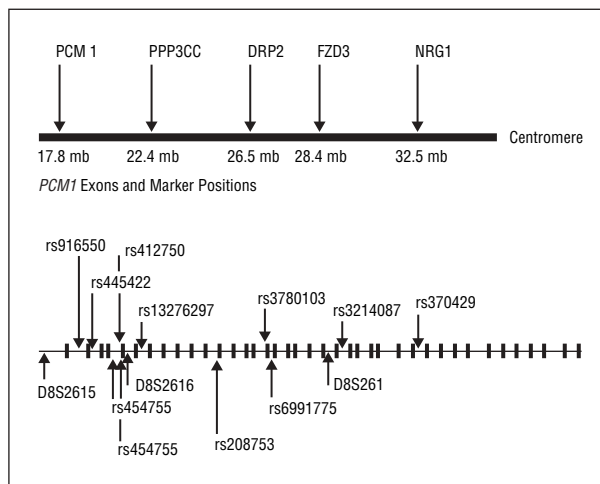 PCM 1 PPP3CC DRP2 FZD3 NRG1
Centromere
17.8 mb 22.4 mb 26.5 mb 28.4 mb 32.5 mb
PCM1 Exons and Marker Positions
rs916550 rs412750
rs445422
rs13276297 rs3780103 rs3214087 rs370429
D8S2615 D8S2616 D8S261
rs454755 rs6991775
rs454755 rs208753